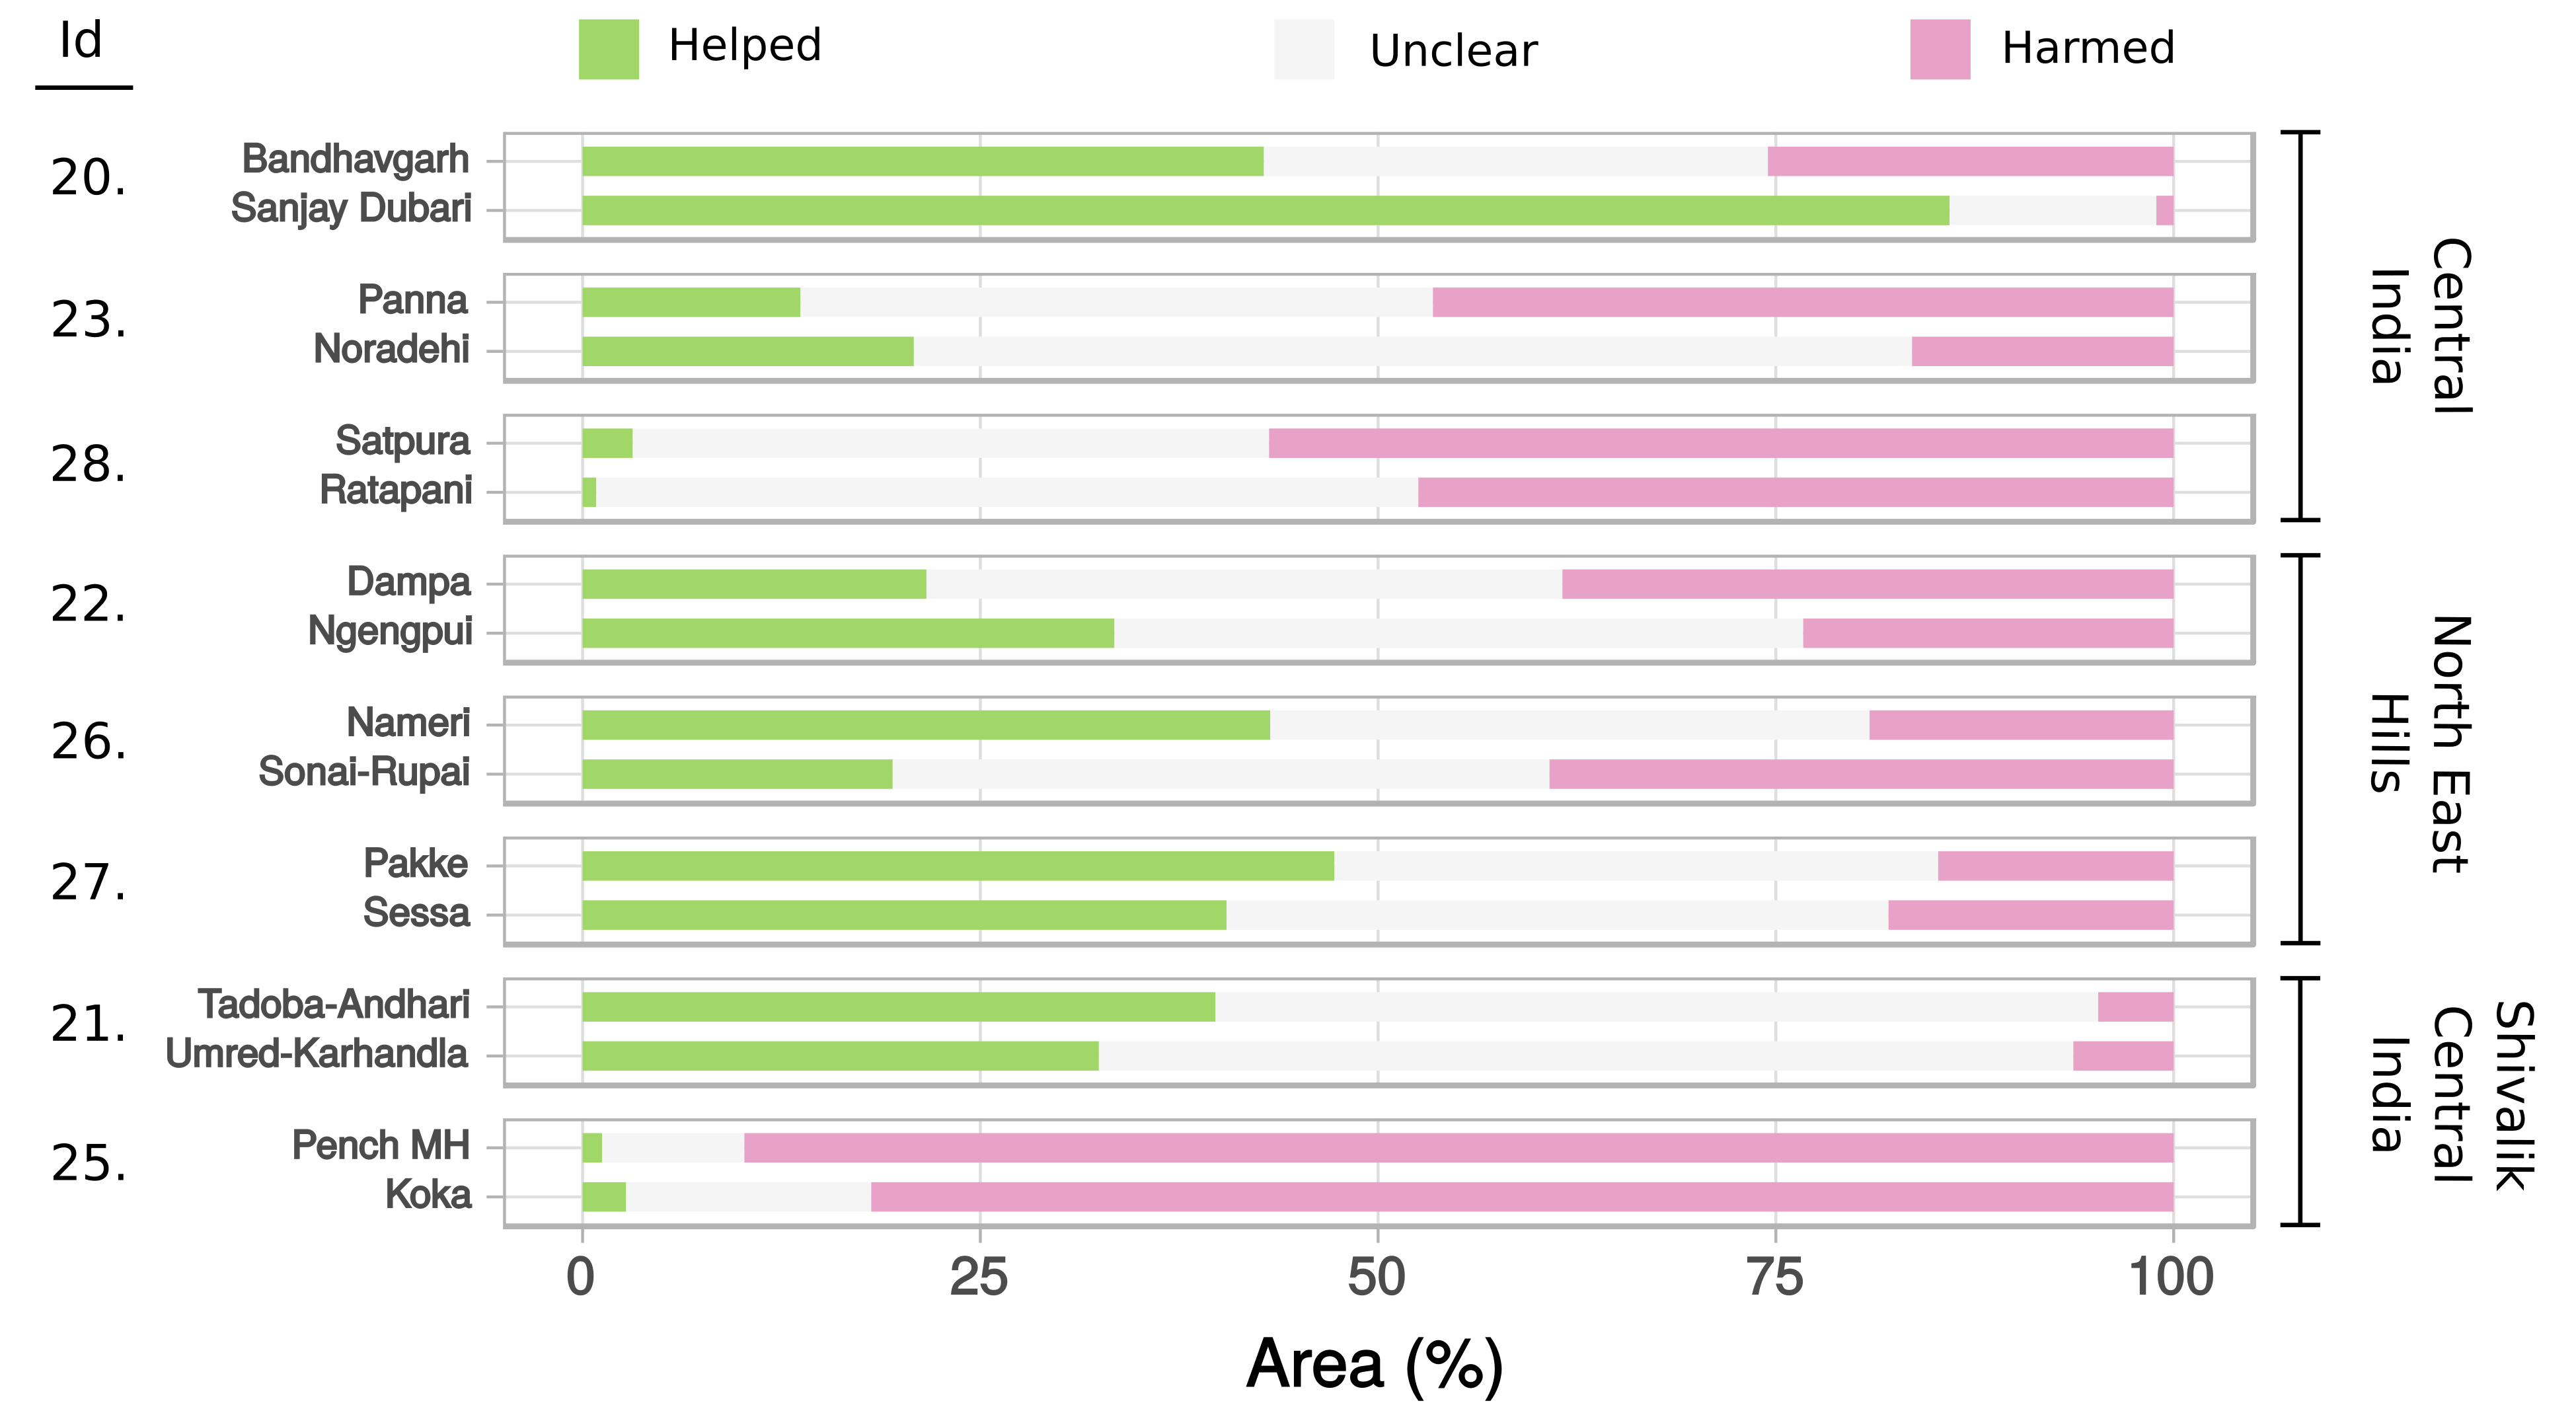 Id
Helped
Unclear
Harmed
20.
Bandhavgarh
Sanjay Dubari
23.
Panna
Noradehi
28.
Satpura
Ratapani
Central
India
22.
Dampa
Ngengpui
26.
Nameri
Sonai-Rupai
27.
Pakke
Sessa
North East
Hills
21.
Tadoba-Andhari
Umred-Karhandla
25.
Pench MH
Koka
Shivalik
Central
India
0
25
50
75
100
Area (%)